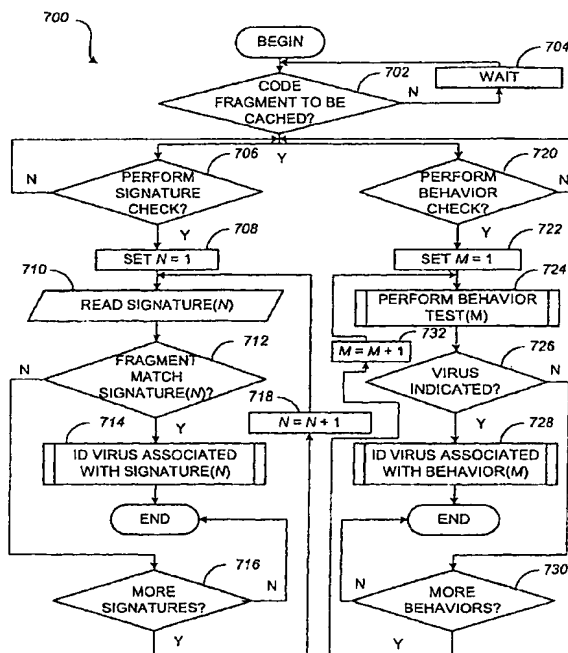 700
BEGIN
704
WAIT
702
CODE
FRAGMENT TO BE
CACHED?
N
Y
706
PERFORM
SIGNATURE
CHECK?
N
Y
708
SET N = 1
710
READ SIGNATURE(N)
712
FRAGMENT
MATCH
SIGNATURE(N)?
N
Y
718
N = N + 1
714
ID VIRUS ASSOCIATED
WITH SIGNATURE(N)
END
716
MORE
SIGNATURES?
N
Y
720
PERFORM
BEHAVIOR
CHECK?
N
Y
722
SET M = 1
724
PERFORM BEHAVIOR
TEST(M)
732
M = M + 1
726
VIRUS
INDICATED?
N
Y
728
ID VIRUS ASSOCIATED
WITH BEHAVIOR(M)
END
730
MORE
BEHAVIORS?
N
Y